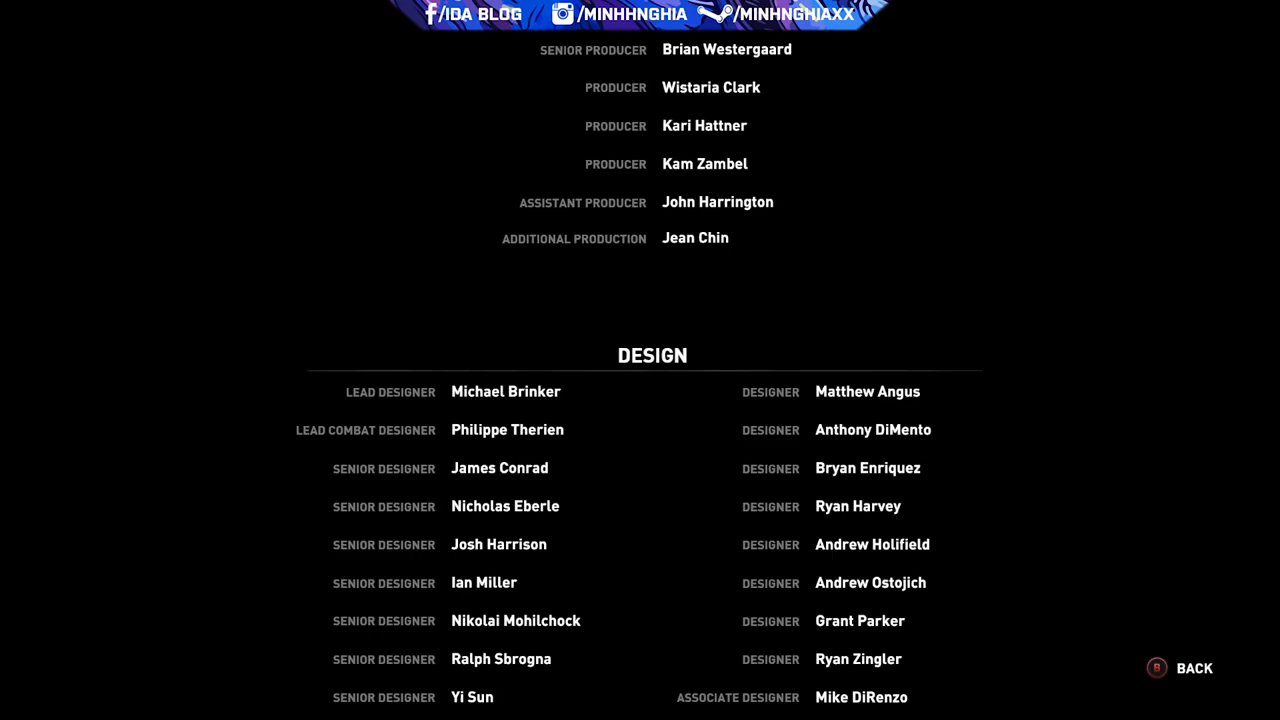 /IDA BLOG /MINHHNGHIA /MINHNGHIAXX
SENIOR PRODUCER Brian Westergaard
PRODUCER Wistaria Clark
PRODUCER Kari Hattner
PRODUCER Kam Zambel
ASSISTANT PRODUCER John Harrington
ADDITIONAL PRODUCTION Jean Chin
DESIGN
LEAD DESIGNER Michael Brinker DESIGNER Matthew Angus
LEAD COMBAT DESIGNER Philippe Therien DESIGNER Anthony DiMento
SENIOR DESIGNER James Conrad DESIGNER Bryan Enriquez
SENIOR DESIGNER Nicholas Eberle DESIGNER Ryan Harvey
SENIOR DESIGNER Josh Harrison DESIGNER Andrew Holifield
SENIOR DESIGNER Ian Miller DESIGNER Andrew Ostojich
SENIOR DESIGNER Nikolai Mohilchock DESIGNER Grant Parker
SENIOR DESIGNER Ralph Sbrogna DESIGNER Ryan Zingler
SENIOR DESIGNER Yi Sun ASSOCIATE DESIGNER Mike DiRenzo
B BACK